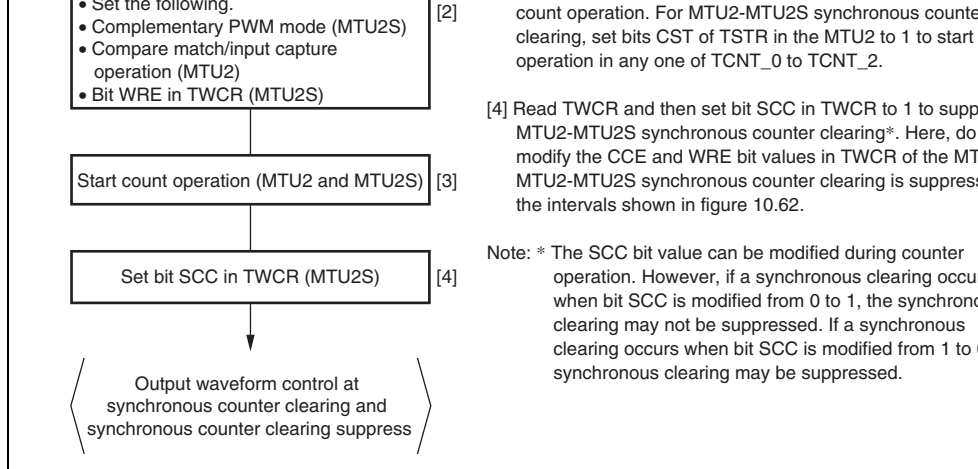 • Set the following.
• Complementary PWM mode (MTU2S)
• Compare match/input capture
operation (MTU2)
• Bit WRE in TWCR (MTU2S)
[2]
Start count operation (MTU2 and MTU2S)
[3]
Set bit SCC in TWCR (MTU2S)
[4]
Output waveform control at
synchronous counter clearing and
synchronous counter clearing suppress
count operation. For MTU2-MTU2S synchronous
clearing, set bits CST of TSTR in the MTU2 to 1 to start
operation in any one of TCNT_0 to TCNT_2.
[4] Read TWCR and then set bit SCC in TWCR to 1 to
MTU2-MTU2S synchronous counter clearing*. Here, do
modify the CCE and WRE bit values in TWCR of the
MTU2-MTU2S synchronous counter clearing is
the intervals shown in figure 10.62.
Note: * The SCC bit value can be modified during counter
operation. However, if a synchronous clearing
when bit SCC is modified from 0 to 1, the
clearing may not be suppressed. If a synchronous
clearing occurs when bit SCC is modified from 1 to
synchronous clearing may be suppressed.